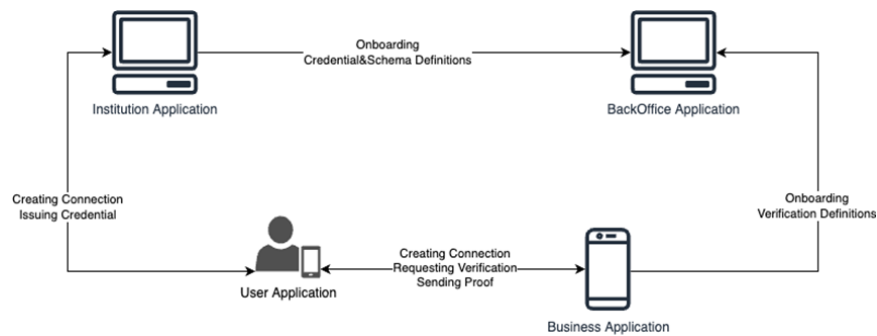 Onboarding
Credential&Schema Definitions
Institution Application
BackOffice Application
Creating Connection
Issuing Credential
Onboarding
Verification Definitions
Creating Connection
Requesting Verification
Sending Proof
User Application
Business Application